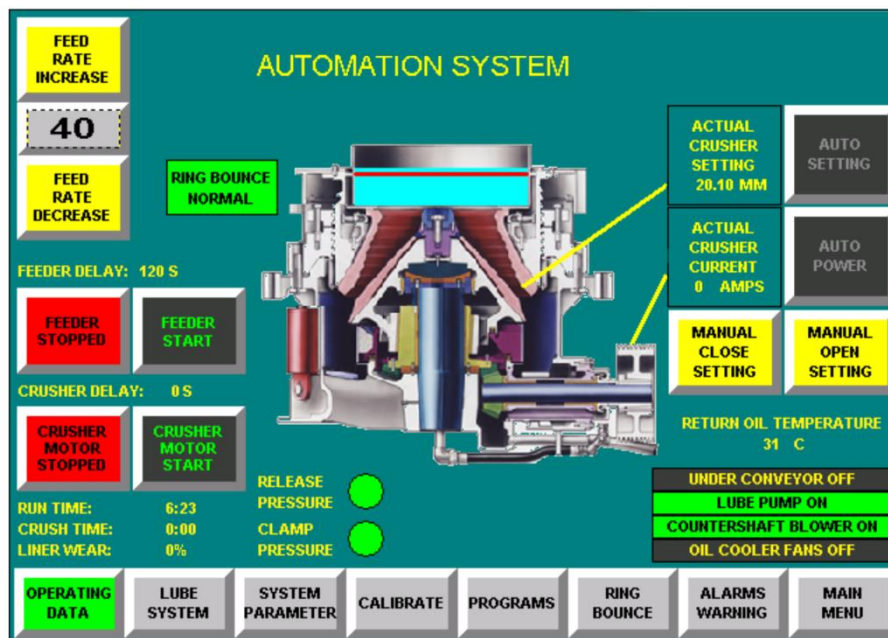 FEED
RATE
INCREASE
AUTOMATION SYSTEM
40
FEED
RATE
DECREASE
RING BOUNCE
NORMAL
ACTUAL
CRUSHER
SETTING
20.10 MM
AUTO
SETTING
ACTUAL
CRUSHER
CURRENT
0 AMPS
AUTO
POWER
FEEDER DELAY: 120 S
FEEDER
STOPPED
FEEDER
START
MANUAL
CLOSE
SETTING
MANUAL
OPEN
SETTING
CRUSHER DELAY: 0 S
CRUSHER
MOTOR
STOPPED
CRUSHER
MOTOR
START
RETURN OIL TEMPERATURE
31 C
RELEASE
PRESSURE
CLAMP
PRESSURE
UNDER CONVEYOR OFF
LUBE PUMP ON
COUNTERSHAFT BLOWER ON
OIL COOLER FANS OFF
RUN TIME: 6:23
CRUSH TIME: 0:00
LINER WEAR: 0%
OPERATING
DATA
LUBE
SYSTEM
SYSTEM
PARAMETER
CALIBRATE
PROGRAMS
RING
BOUNCE
ALARMS
WARNING
MAIN
MENU